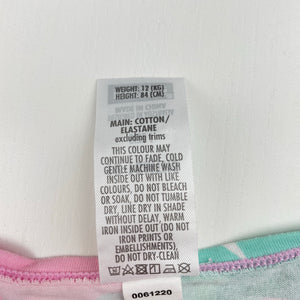 WEIGHT: 12 (KG)
HEIGHT: 84 (CM)
MADE IN CHINA
MAIN: COTTON/
ELASTANE
excluding trims
THIS COLOUR MAY
CONTINUE TO FADE, COLD
GENTLE MACHINE WASH
INSIDE OUT WITH LIKE
COLOURS, DO NOT BLEACH
OR SOAK, DO NOT TUMBLE
DRY, LINE DRY IN SHADE
WITHOUT DELAY, WARM
IRON INSIDE OUT (DO NOT
IRON PRINTS OR
EMBELLISHMENTS),
DO NOT DRY-CLEAN
0061220